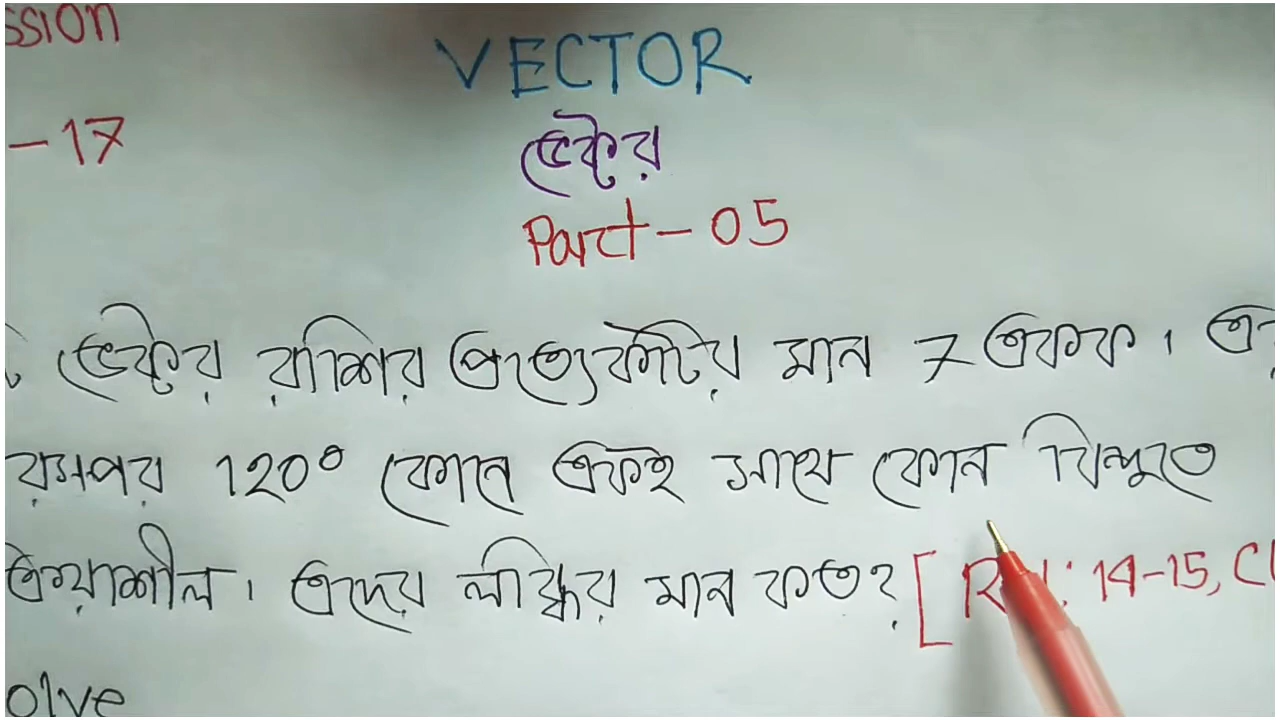 ssion
VECTOR
-17
ভেক্টর
Part-05
ভেক্টর রাশির প্রত্যেকটির মান 7 একক। এ
রস্পর 120° কোনে একই সাথে কোন বিন্দুতে
ক্রিয়াশীল। এদের লব্ধির মান কত? [R : 14-15, C
olve